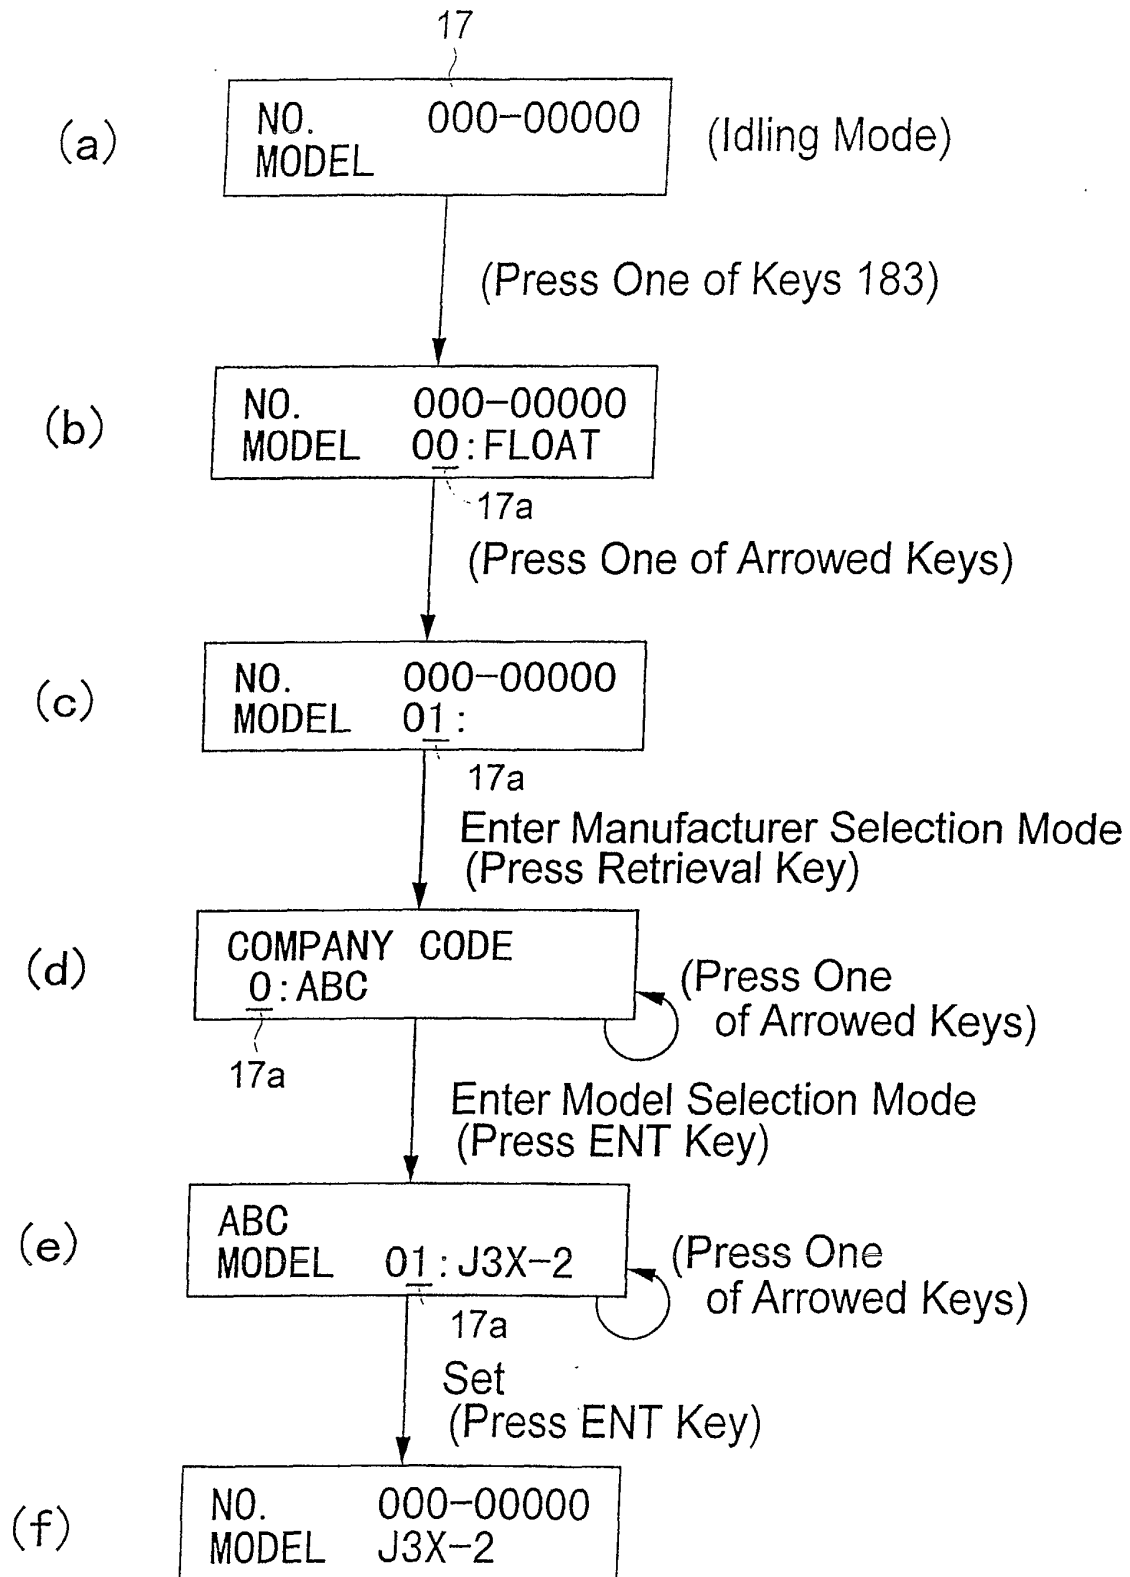 17
(a)
NO. 000-00000
MODEL
(Idling Mode)
(Press One of Keys 183)
(b)
NO. 000-00000
MODEL 00:FLOAT
17a
(Press One of Arrowed Keys)
(c)
NO. 000-00000
MODEL 01:
17a
Enter Manufacturer Selection Mode
(Press Retrieval Key)
(d)
COMPANY CODE
0:ABC
17a
(Press One
of Arrowed Keys)
Enter Model Selection Mode
(Press ENT Key)
(e)
ABC
MODEL 01:J3X-2
17a
(Press One
of Arrowed Keys)
Set
(Press ENT Key)
(f)
NO. 000-00000
MODEL J3X-2